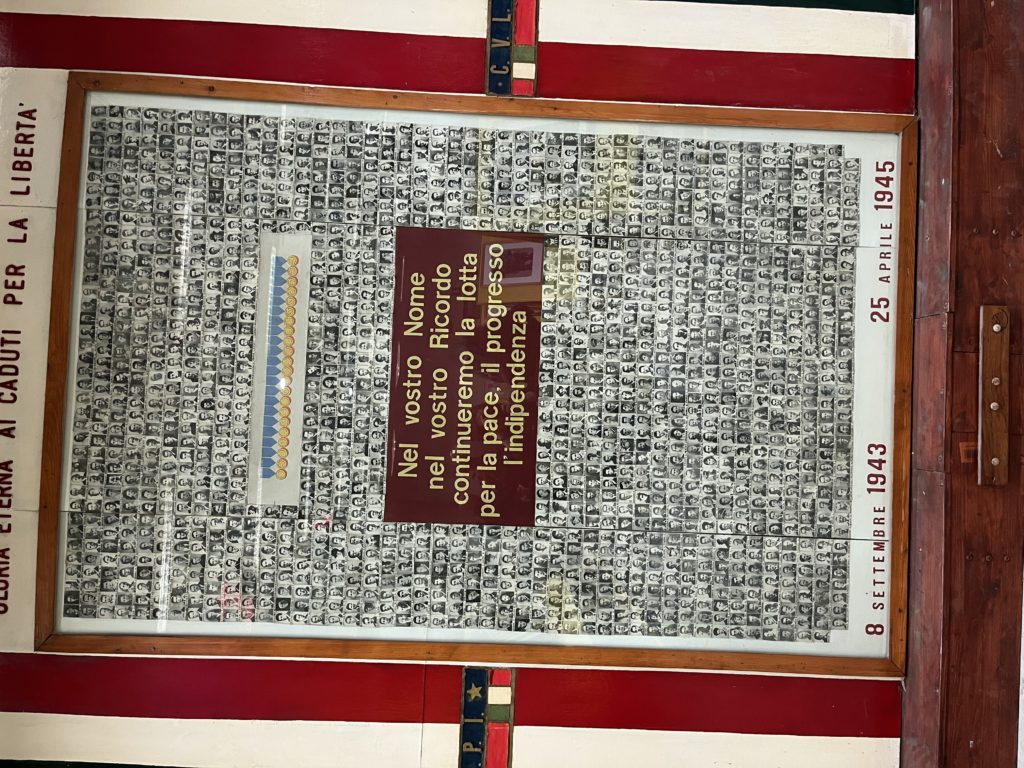 GLORIA ETERNA AI CADUTI PER LA LIBERTA'
Nel vostro Nome
nel vostro Ricordo
continueremo la lotta
per la pace, il progresso
l'indipendenza
8 SETTEMBRE 1943 25 APRILE 1945
P. I.
C. V. L.